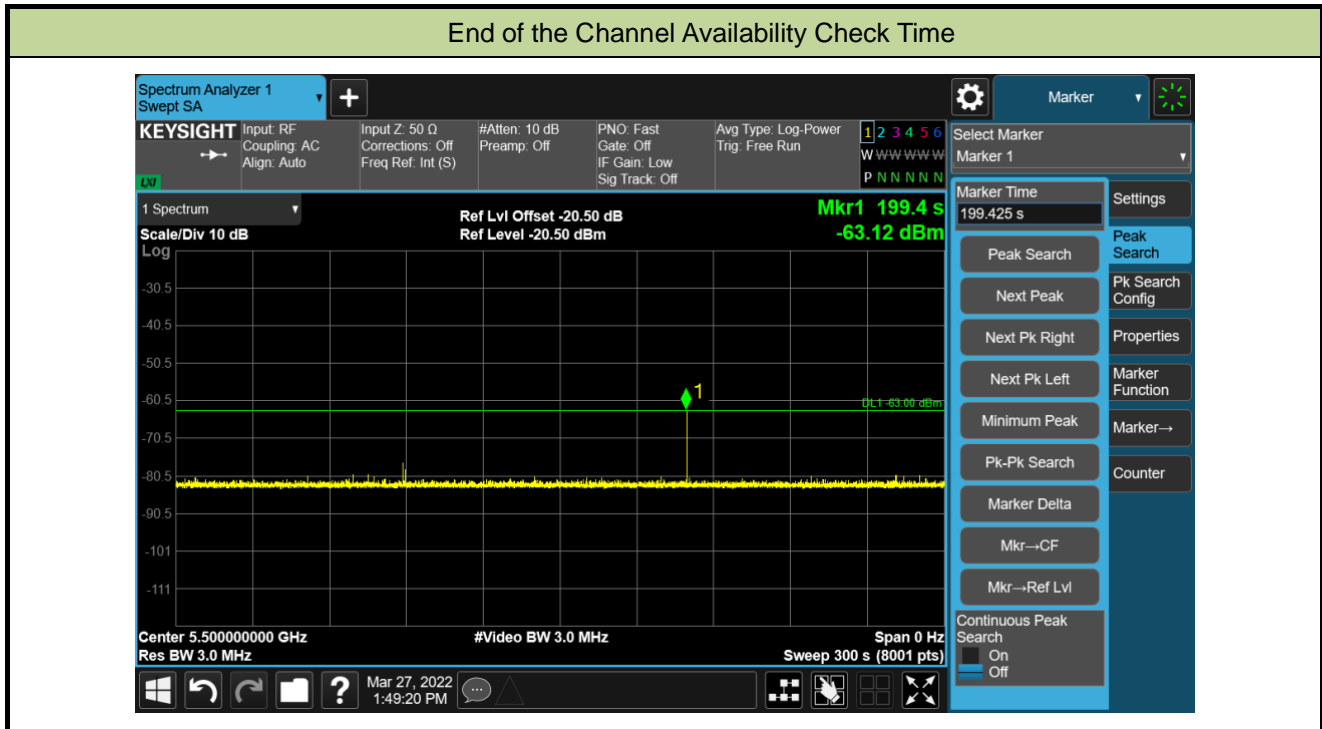 End of the Channel Availability Check Time
Spectrum Analyzer 1
Swept SA
Marker
KEYSIGHT
LXI
Input: RF
Coupling: AC
Align: Auto
Input Z: 50 Ω
Corrections: Off
Freq Ref: Int (S)
#Atten: 10 dB
Preamp: Off
PNO: Fast
Gate: Off
IF Gain: Low
Sig Track: Off
Avg Type: Log-Power
Trig: Free Run
1 2 3 4 5 6
W W W W W W
P N N N N N
Select Marker
Marker 1
1 Spectrum
Scale/Div 10 dB
Log
Ref Lvl Offset -20.50 dB
Ref Level -20.50 dBm
Mkr1 199.4 s
-63.12 dBm
-30.5
-40.5
-50.5
-60.5
-70.5
-80.5
-90.5
-101
-111
1
DL1 -63.00 dBm
Center 5.500000000 GHz
Res BW 3.0 MHz
#Video BW 3.0 MHz
Span 0 Hz
Sweep 300 s (8001 pts)
Marker Time
199.425 s
Peak Search
Next Peak
Next Pk Right
Next Pk Left
Minimum Peak
Pk-Pk Search
Marker Delta
Mkr→CF
Mkr→Ref Lvl
Continuous Peak
Search
On
Off
Settings
Peak
Search
Pk Search
Config
Properties
Marker
Function
Marker→
Counter
?
Mar 27, 2022
1:49:20 PM